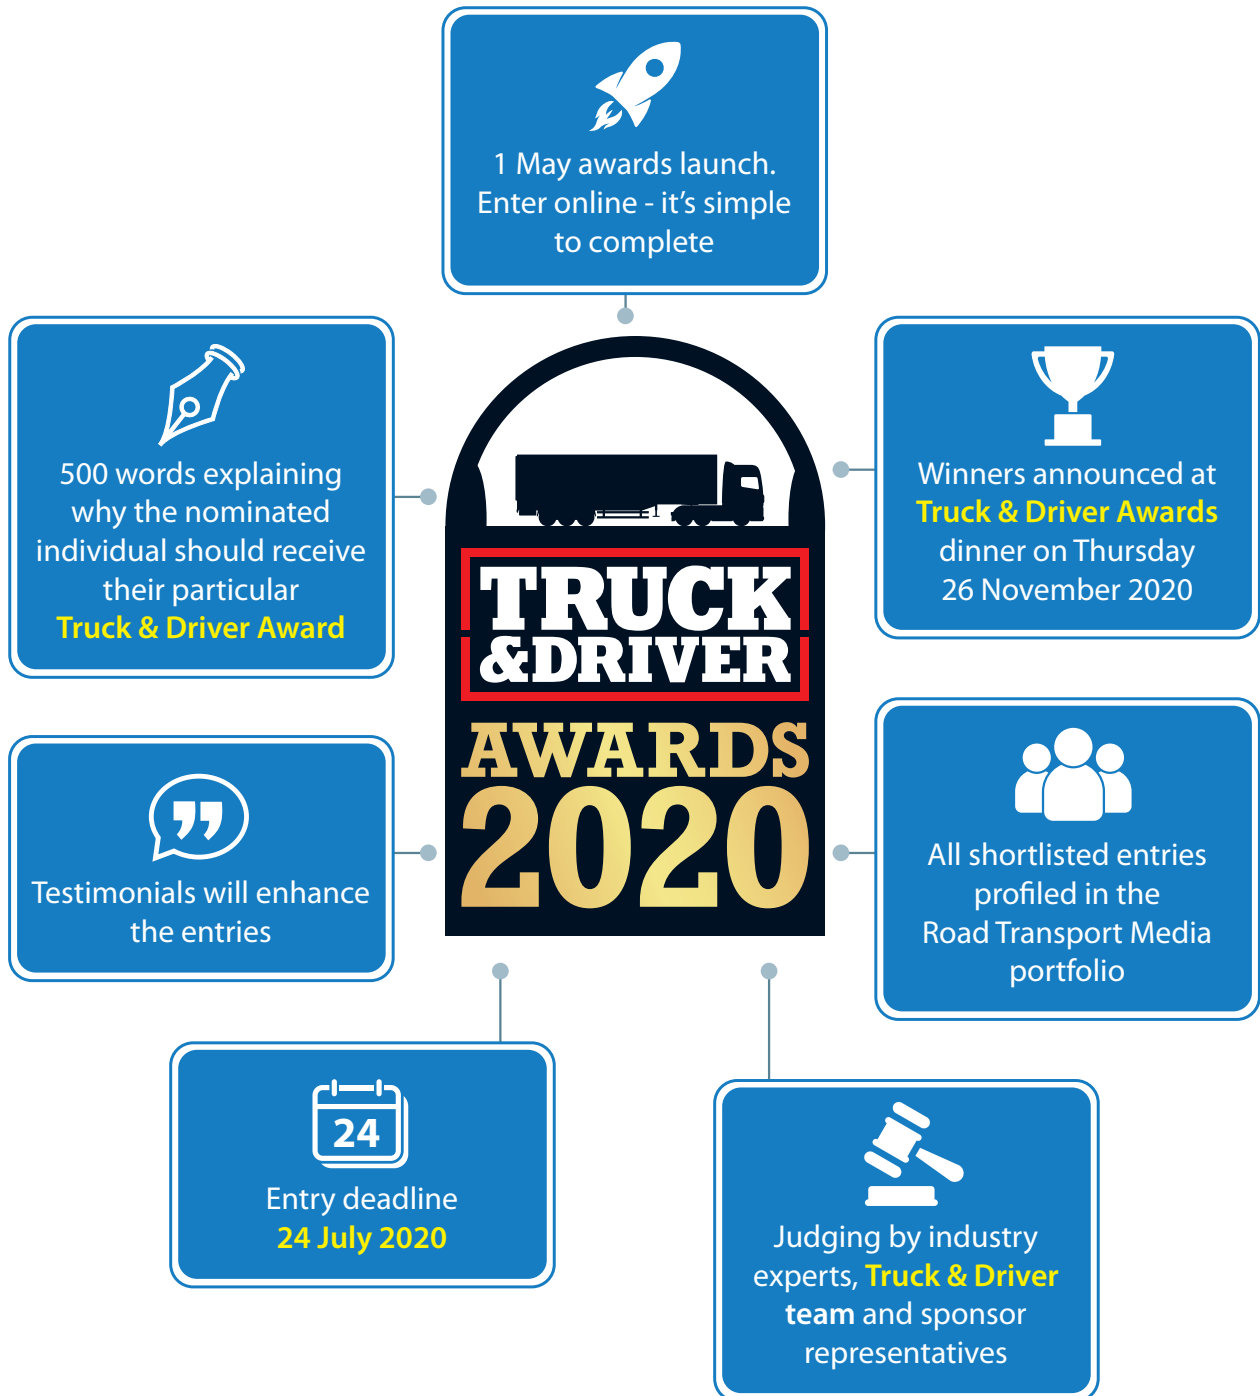 1 May awards launch.
Enter online - it's simple
to complete
500 words explaining
why the nominated
individual should receive
their particular
Truck & Driver Award
Testimonials will enhance
the entries
24
Entry deadline
24 July 2020
TRUCK
&DRIVER
AWARDS
2020
Winners announced at
Truck & Driver Awards
dinner on Thursday
26 November 2020
All shortlisted entries
profiled in the
Road Transport Media
portfolio
Judging by industry
experts, Truck & Driver
team and sponsor
representatives